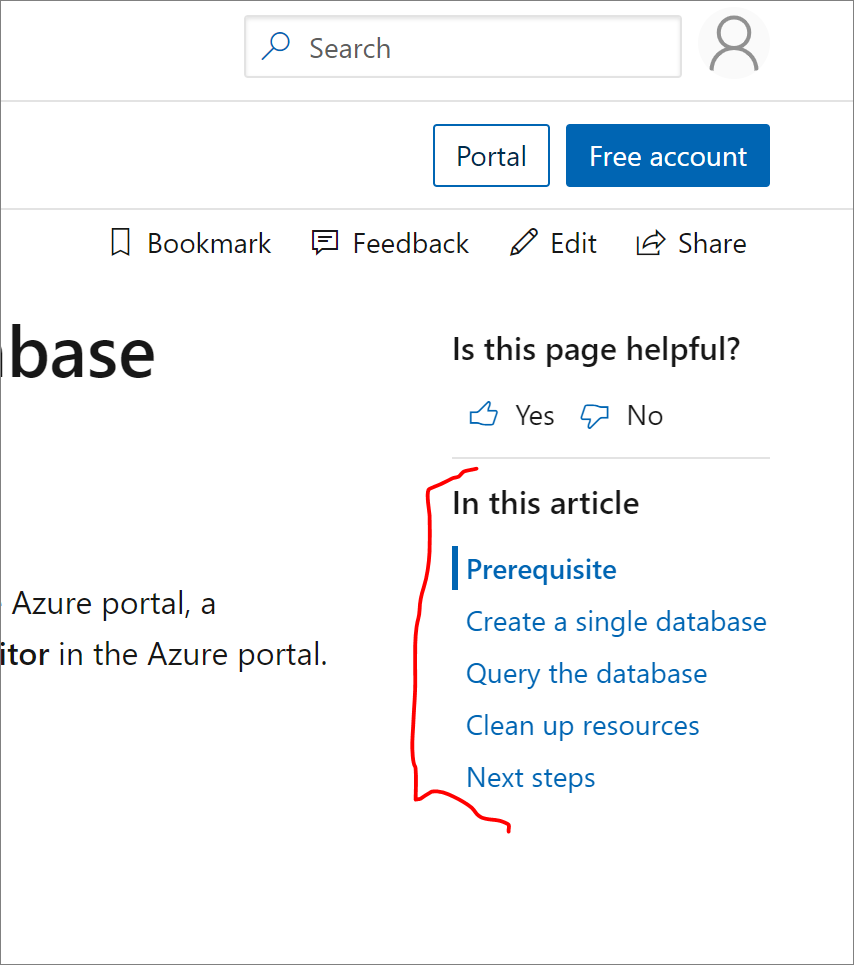 Search
Portal Free account
Bookmark Feedback Edit Share
base
Is this page helpful?
Yes No
In this article
Prerequisite
Azure portal, a
Create a single database
itor in the Azure portal.
Query the database
Clean up resources
Next steps